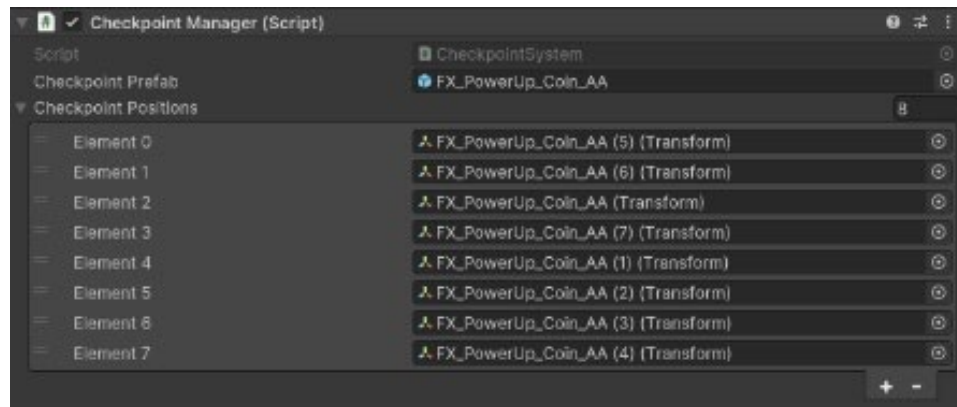 Checkpoint Manager (Script)
Script CheckpointSystem
Checkpoint Prefab FX_PowerUp_Coin_AA
Checkpoint Positions 8
Element 0 FX_PowerUp_Coin_AA (5) (Transform)
Element 1 FX_PowerUp_Coin_AA (6) (Transform)
Element 2 FX_PowerUp_Coin_AA (Transform)
Element 3 FX_PowerUp_Coin_AA (7) (Transform)
Element 4 FX_PowerUp_Coin_AA (1) (Transform)
Element 5 FX_PowerUp_Coin_AA (2) (Transform)
Element 6 FX_PowerUp_Coin_AA (3) (Transform)
Element 7 FX_PowerUp_Coin_AA (4) (Transform)
+ -